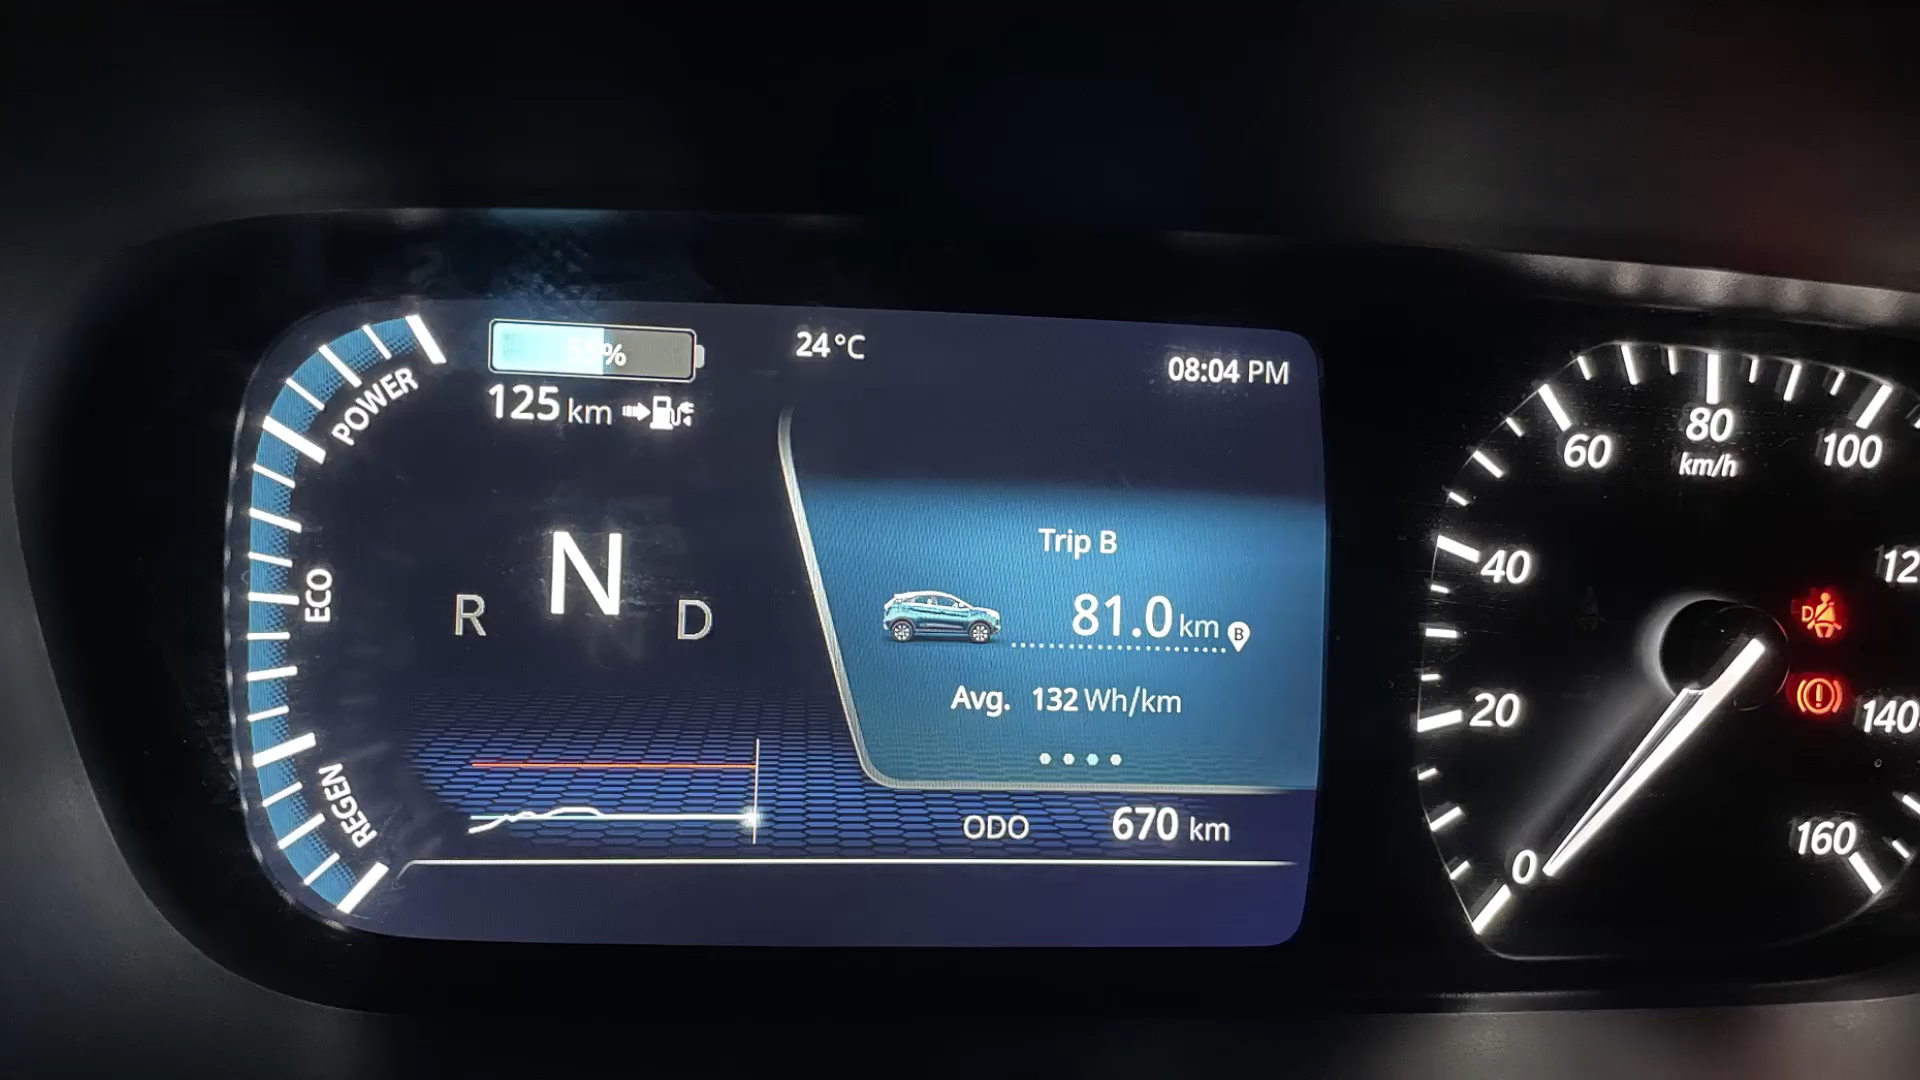 24°C
08:04 PM
125 km
POWER
ECO
REGEN
R N D
Trip B
81.0 km B
Avg. 132 Wh/km
ODO 670 km
0
20
40
60
80
km/h
100
140
160
D